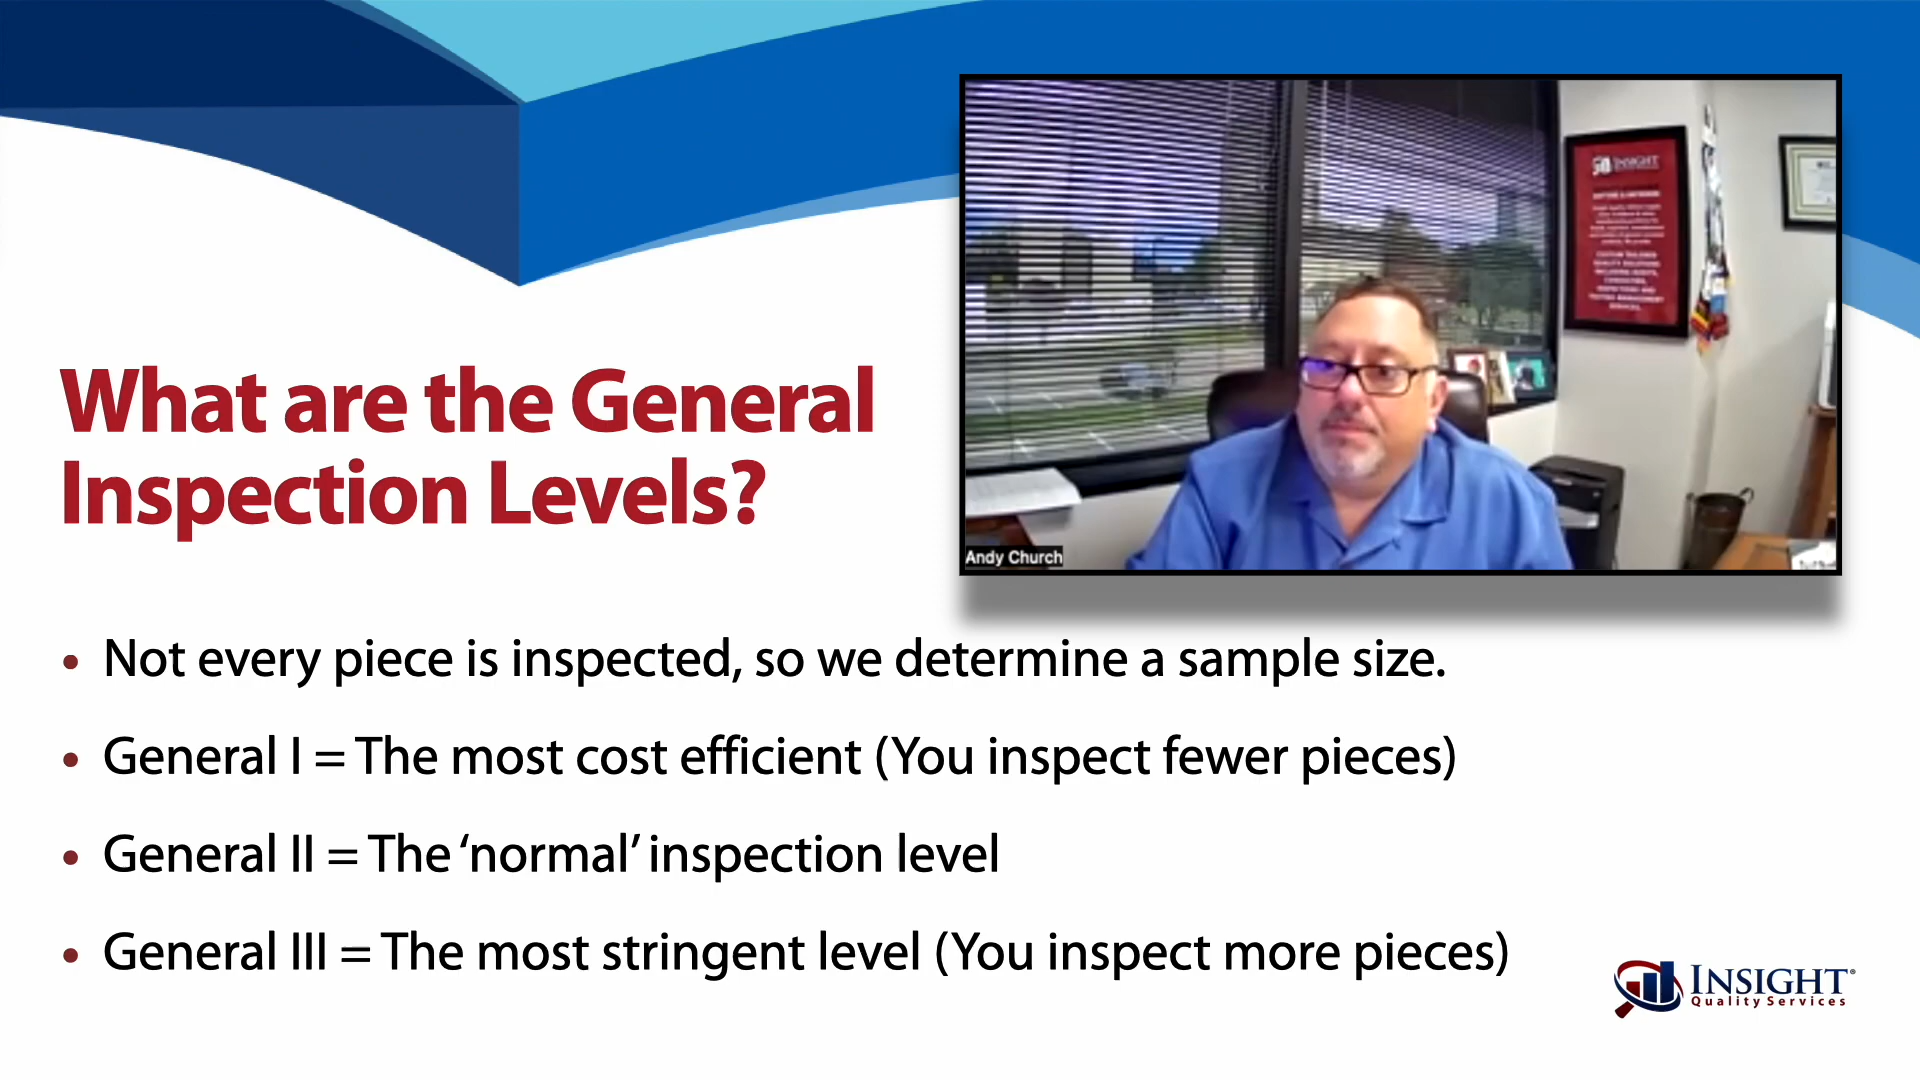 What are the General
Inspection Levels?
INSIGHT
Andy Church
• Not every piece is inspected, so we determine a sample size.
• General I = The most cost efficient (You inspect fewer pieces)
• General II = The ‘normal’ inspection level
• General III = The most stringent level (You inspect more pieces)
INSIGHT®
Quality Services